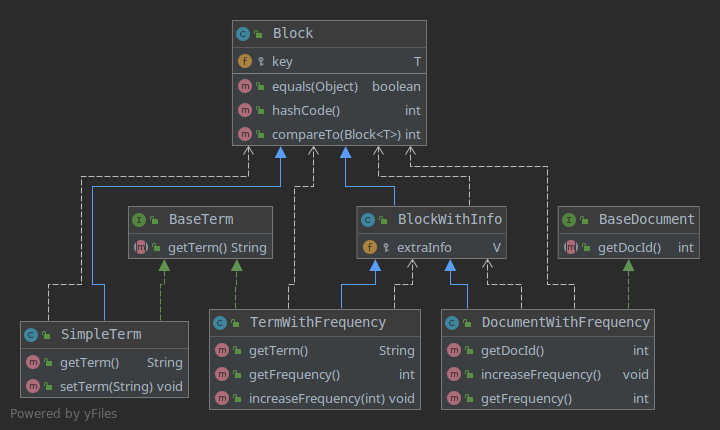 Block
key T
equals(Object) boolean
hashCode() int
compareTo(Block<T>) int
BaseTerm
getTerm() String
BlockWithInfo
extraInfo V
BaseDocument
getDocId() int
SimpleTerm
getTerm() String
setTerm(String) void
TermWithFrequency
getTerm() String
getFrequency() int
increaseFrequency(int) void
DocumentWithFrequency
getDocId() int
increaseFrequency() void
getFrequency() int
Powered by yFiles